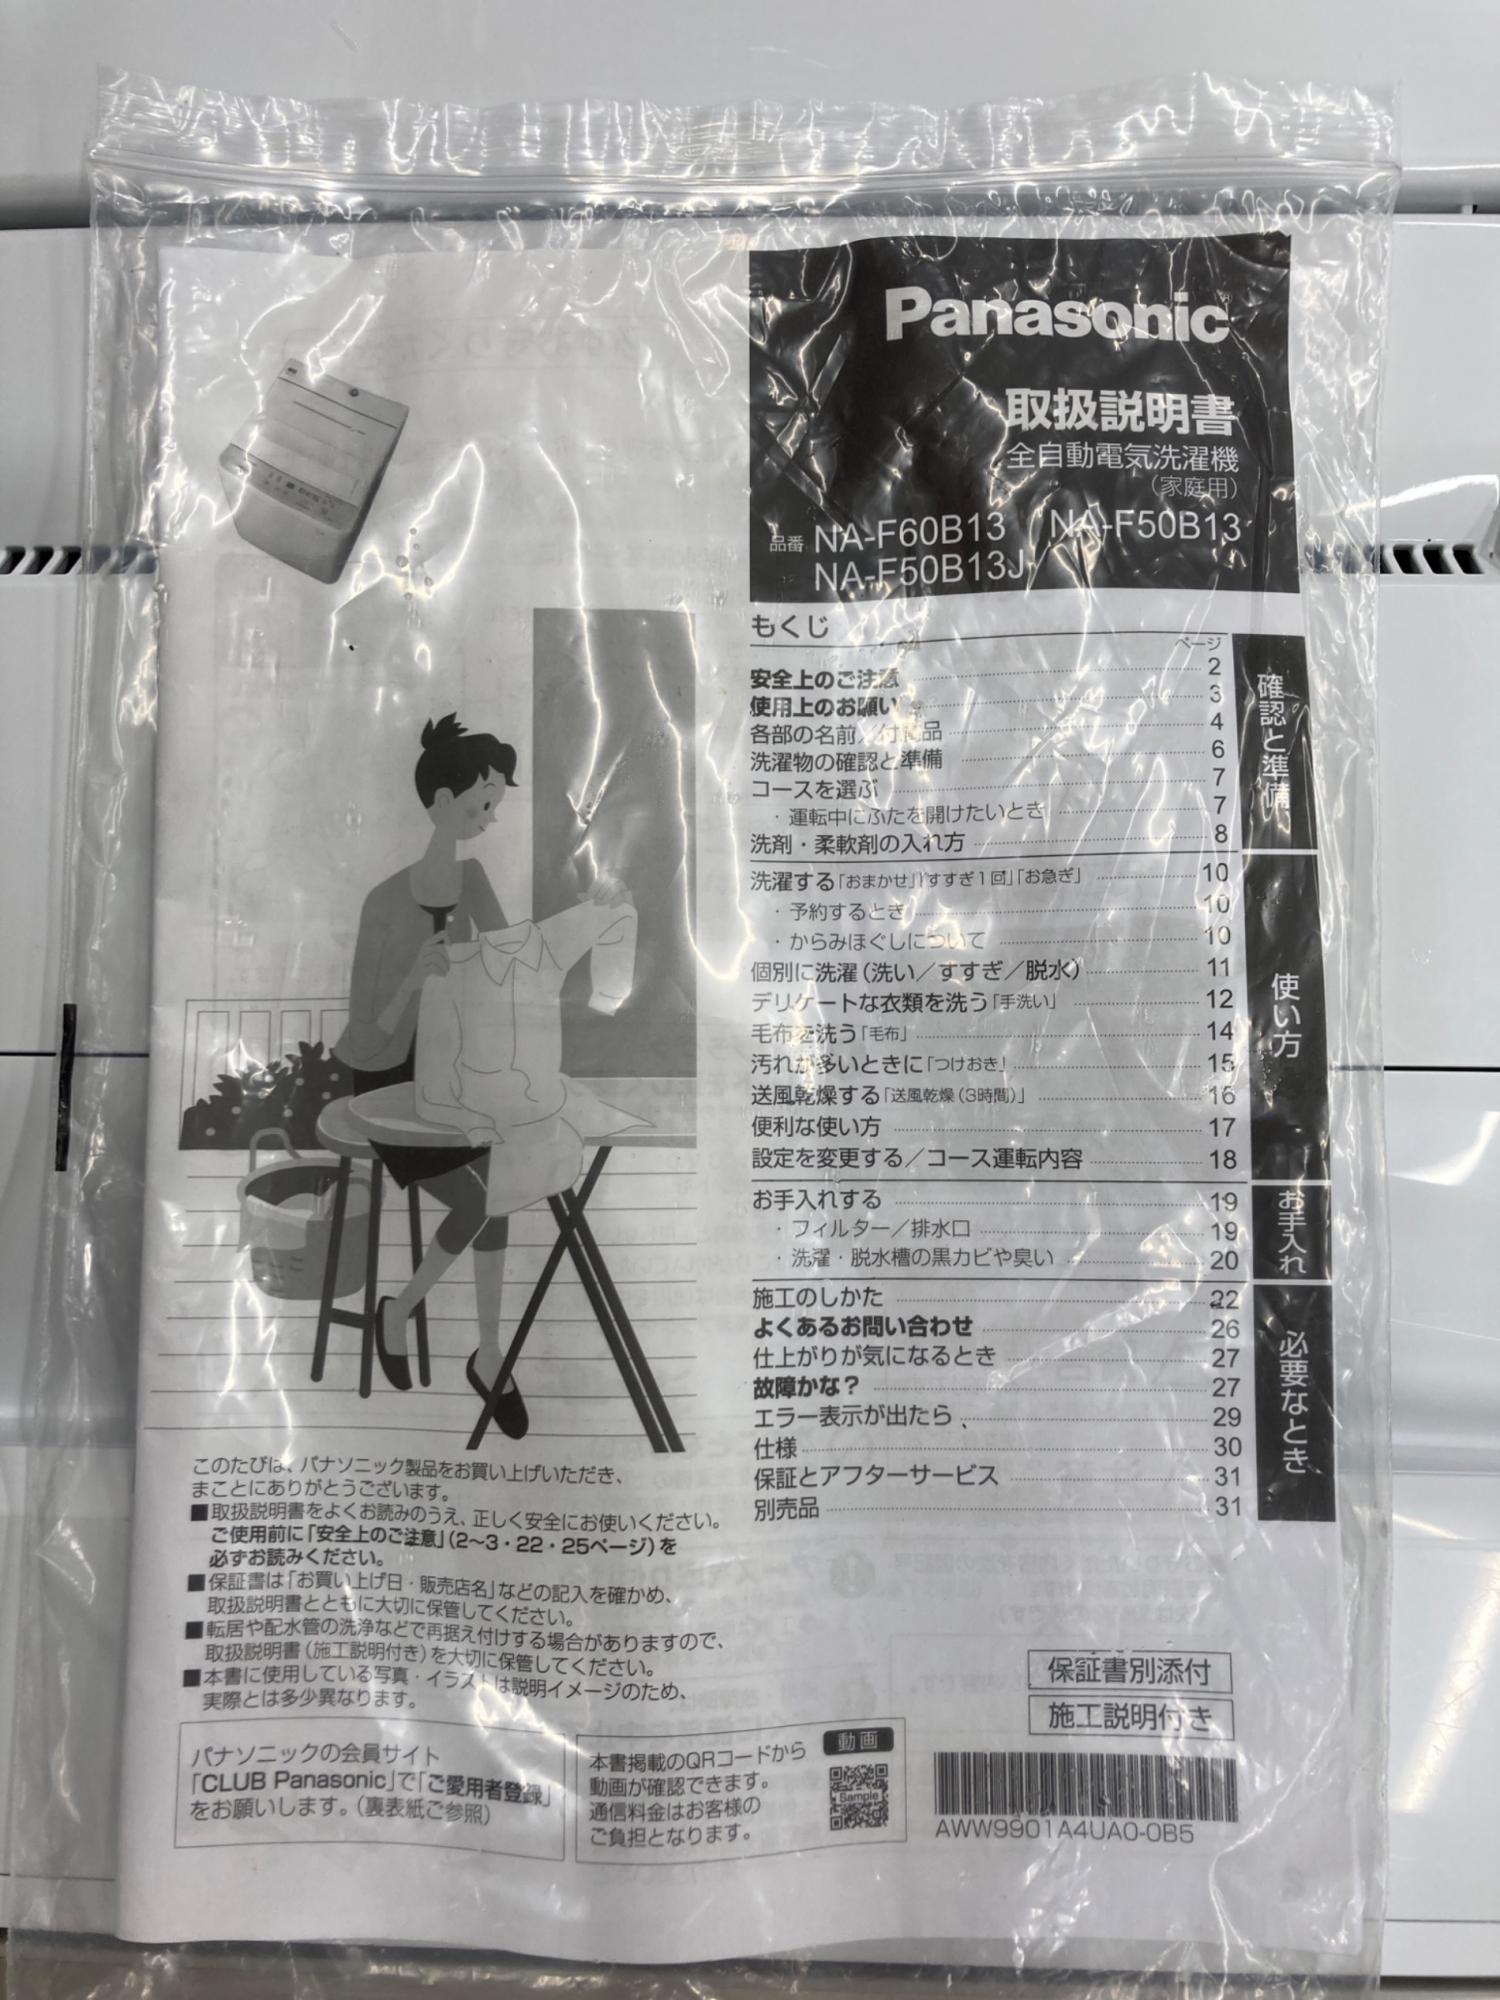 Panasonic
取扱説明書
全自動電気洗濯機
（家庭用）
品番 NA-F60B13 NA-F50B13
NA-F50B13J
もくじ
ページ
安全上のご注意 2
使用上のお願い 3
各部の名前／付属品 4
洗濯物の確認と準備 6
コースを選ぶ 7
・運転中にふたを開けたいとき 7
洗剤・柔軟剤の入れ方 8
確認と準備
洗濯する「おまかせ」「すすぎ1回」「お急ぎ」 10
・予約するとき 10
・からみほぐしについて 10
個別に洗濯（洗い／すすぎ／脱水） 11
デリケートな衣類を洗う「手洗い」 12
毛布を洗う「毛布」 14
汚れが多いときに「つけおき」 15
送風乾燥する「送風乾燥（3時間）」 16
便利な使い方 17
設定を変更する／コース運転内容 18
使い方
お手入れする 19
・フィルター／排水口 19
・洗濯・脱水槽の黒カビや臭い 20
お手入れ
施工のしかた 22
よくあるお問い合わせ 26
仕上がりが気になるとき 27
故障かな？ 27
エラー表示が出たら 29
仕様 30
保証とアフターサービス 31
別売品 31
必要なとき
このたびは、パナソニック製品をお買い上げいただき、
まことにありがとうございます。
■取扱説明書をよくお読みのうえ、正しく安全にお使いください。
ご使用前に「安全上のご注意」（2〜3・22・25ページ）を
必ずお読みください。
■保証書は「お買い上げ日・販売店名」などの記入を確かめ、
取扱説明書とともに大切に保管してください。
■転居や配水管の洗浄などで再据え付けする場合がありますので、
取扱説明書（施工説明付き）を大切に保管してください。
■本書に使用している写真・イラストは説明イメージのため、
実際とは多少異なります。
パナソニックの会員サイト
「CLUB Panasonic」で「ご愛用者登録」
をお願いします。（裏表紙ご参照）
本書掲載のQRコードから
動画が確認できます。
通信料金はお客様の
ご負担となります。
動画
Sample
保証書別添付
施工説明付き
AWW9901A4UA0-0B5